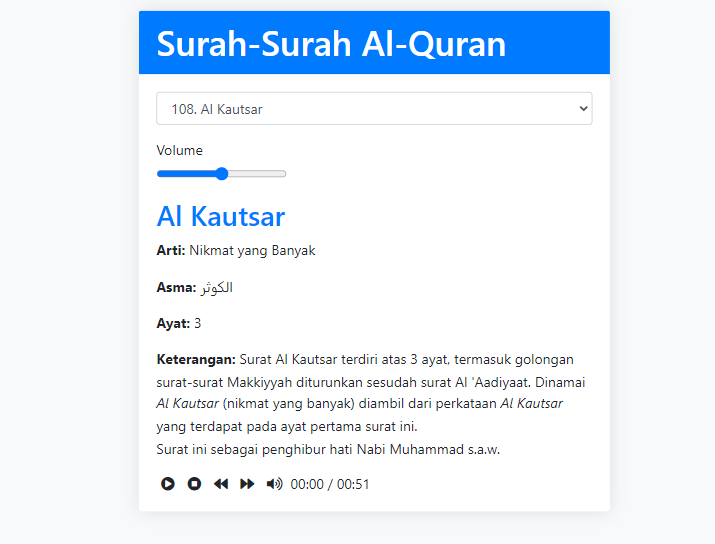 Surah-Surah Al-Quran
108. Al Kautsar
Volume
Al Kautsar
Arti: Nikmat yang Banyak
Asma: الكوثر
Ayat: 3
Keterangan: Surat Al Kautsar terdiri atas 3 ayat, termasuk golongan
surat-surat Makkiyyah diturunkan sesudah surat Al 'Aadiyaat. Dinamai
Al Kautsar (nikmat yang banyak) diambil dari perkataan Al Kautsar
yang terdapat pada ayat pertama surat ini.
Surat ini sebagai penghibur hati Nabi Muhammad s.a.w.
00:00 / 00:51